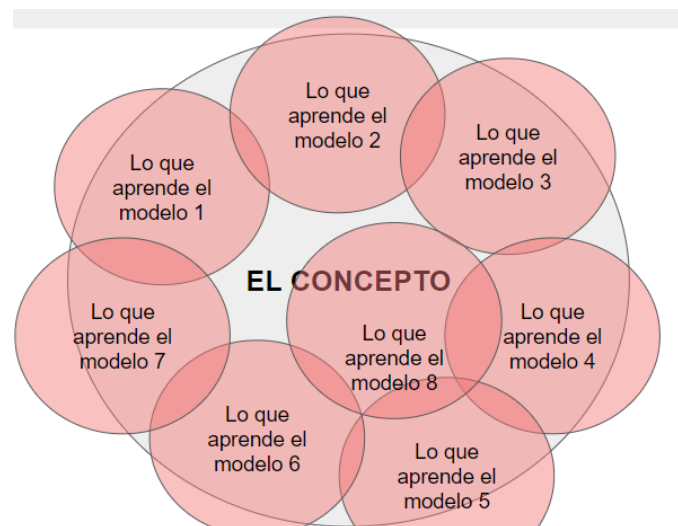 Lo que
aprende el
modelo 2
Lo que
aprende el
modelo 3
Lo que
aprende el
modelo 1
EL CONCEPTO
Lo que
aprende el
modelo 7
Lo que
aprende el
modelo 8
Lo que
aprende el
modelo 4
Lo que
aprende el
modelo 6
Lo que
aprende el
modelo 5